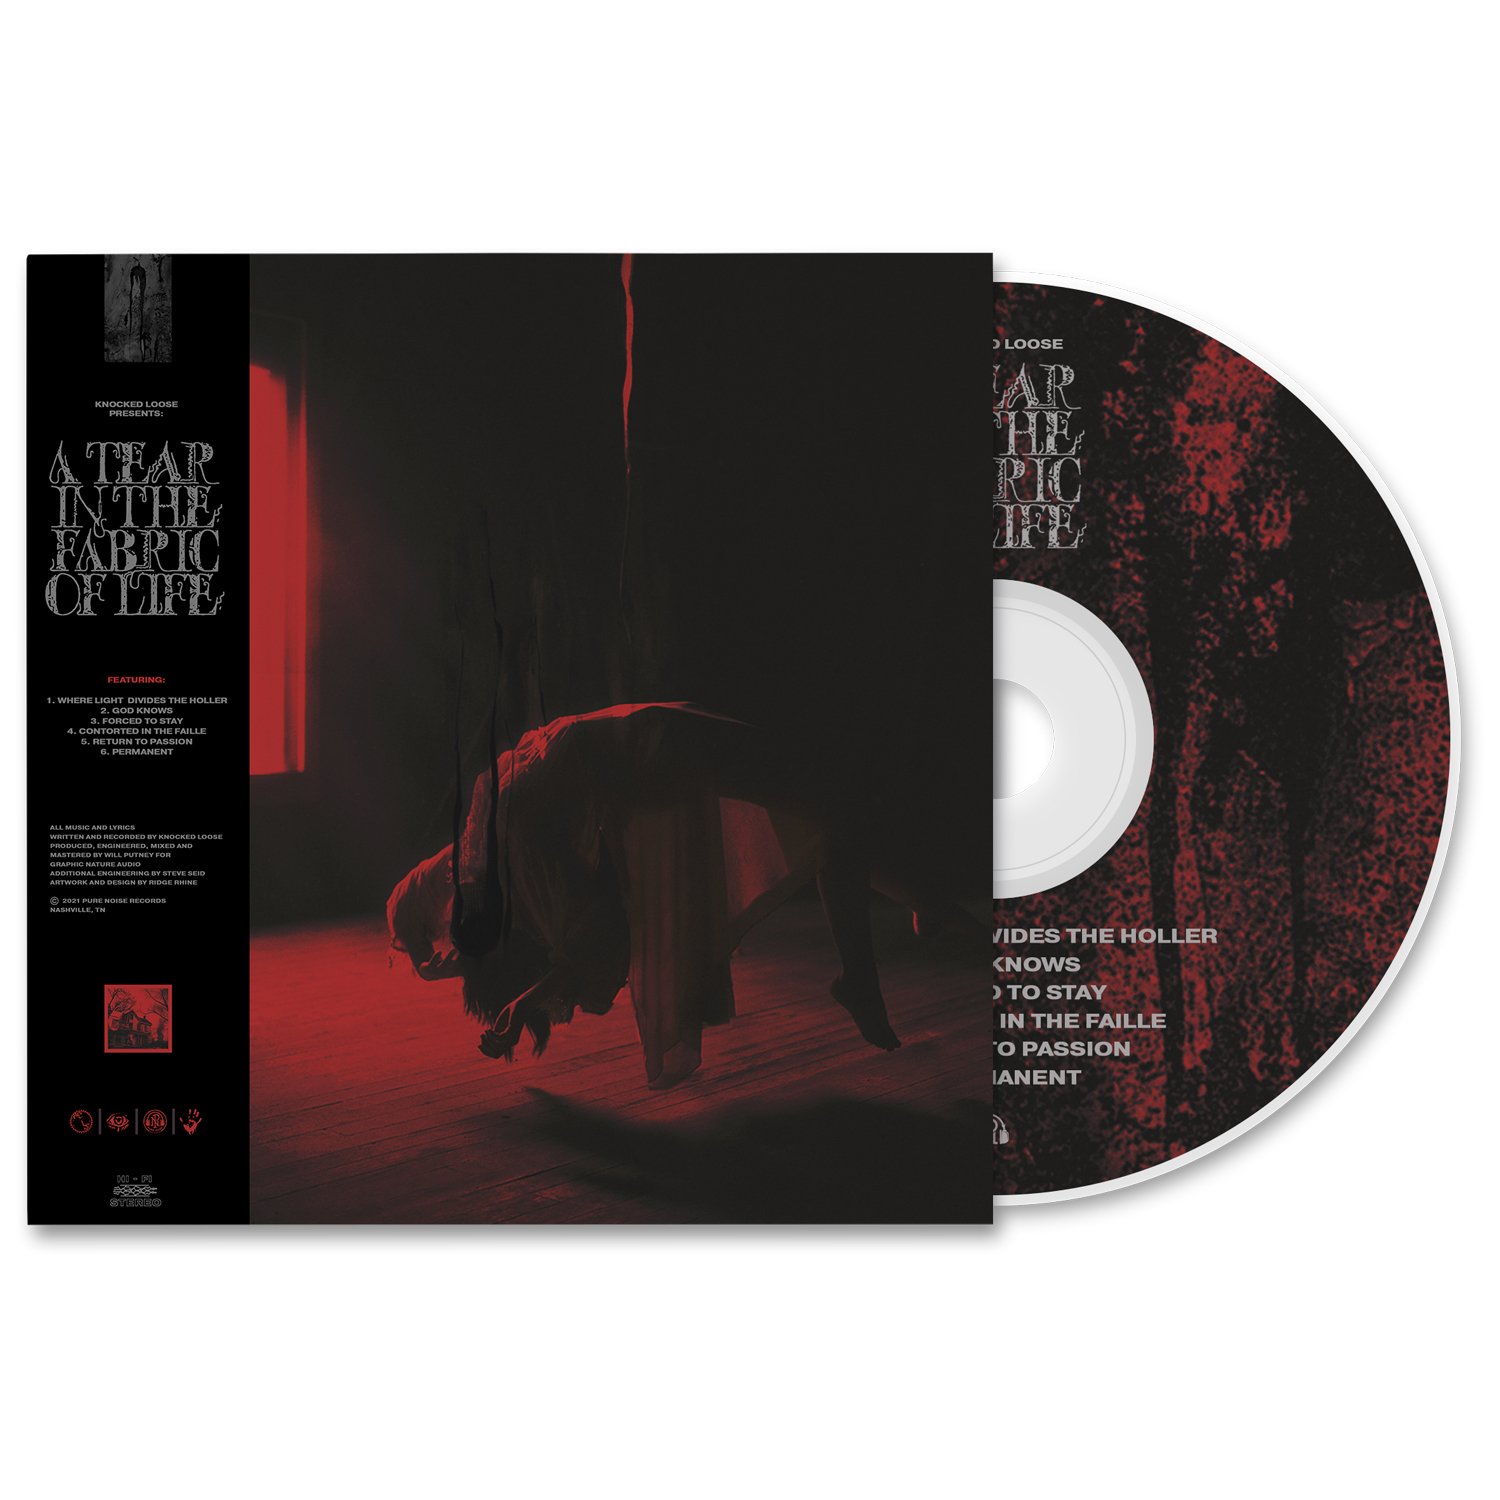 KNOCKED LOOSE
PRESENTS:
A TEAR
IN THE
FABRIC
OF LIFE
FEATURING:
1. WHERE LIGHT DIVIDES THE HOLLER
2. GOD KNOWS
3. FORCED TO STAY
4. CONTORTED IN THE FAILLE
5. RETURN TO PASSION
6. PERMANENT
ALL MUSIC AND LYRICS
WRITTEN AND RECORDED BY KNOCKED LOOSE
PRODUCED, ENGINEERED, MIXED AND
MASTERED BY WILL PUTNEY FOR
GRAPHIC NATURE AUDIO
ADDITIONAL ENGINEERING BY STEVE SEID
ARTWORK AND DESIGN BY RIDGE RHINE
© 2021 PURE NOISE RECORDS
NASHVILLE, TN
HI - FI
STEREO
D LOOSE
EAR
THE
RIC
LIFE
VIDES THE HOLLER
KNOWS
D TO STAY
IN THE FAILLE
TO PASSION
MANENT